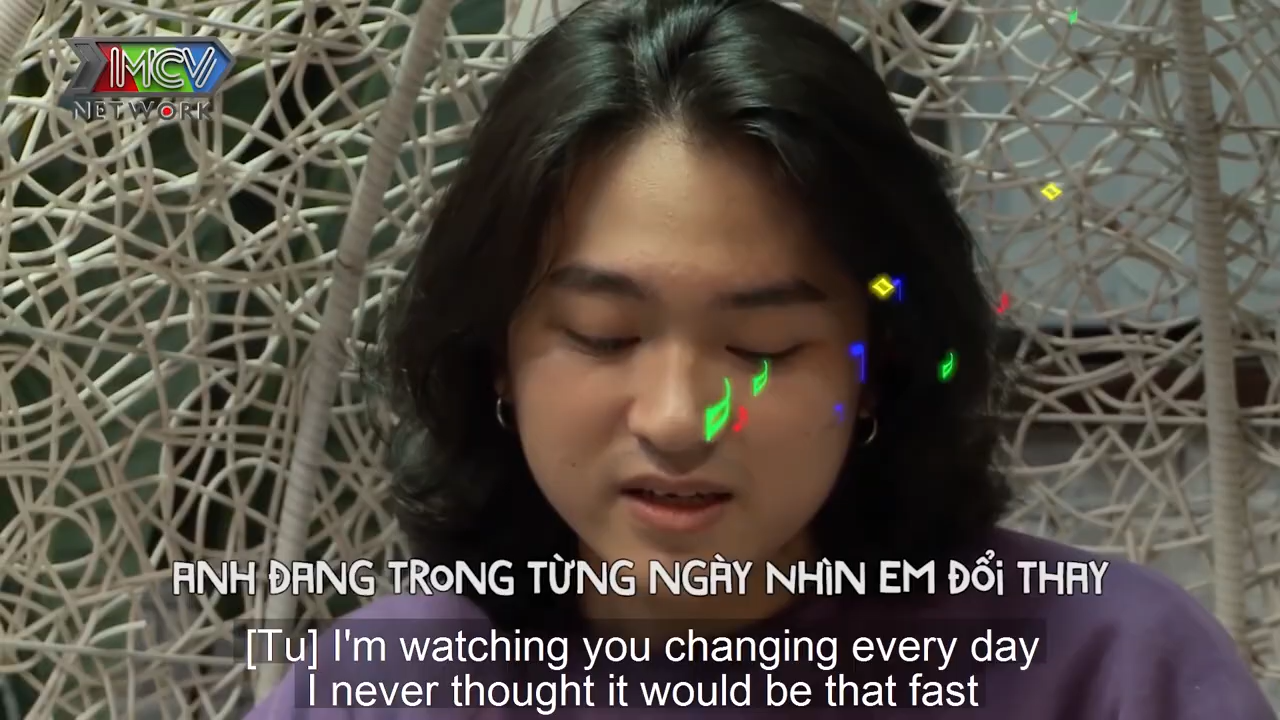 MCV
NETWORK
ANH ĐANG TRONG TỪNG NGÀY NHÌN EM ĐỔI THAY
[Tu] I'm watching you changing every day
I never thought it would be that fast